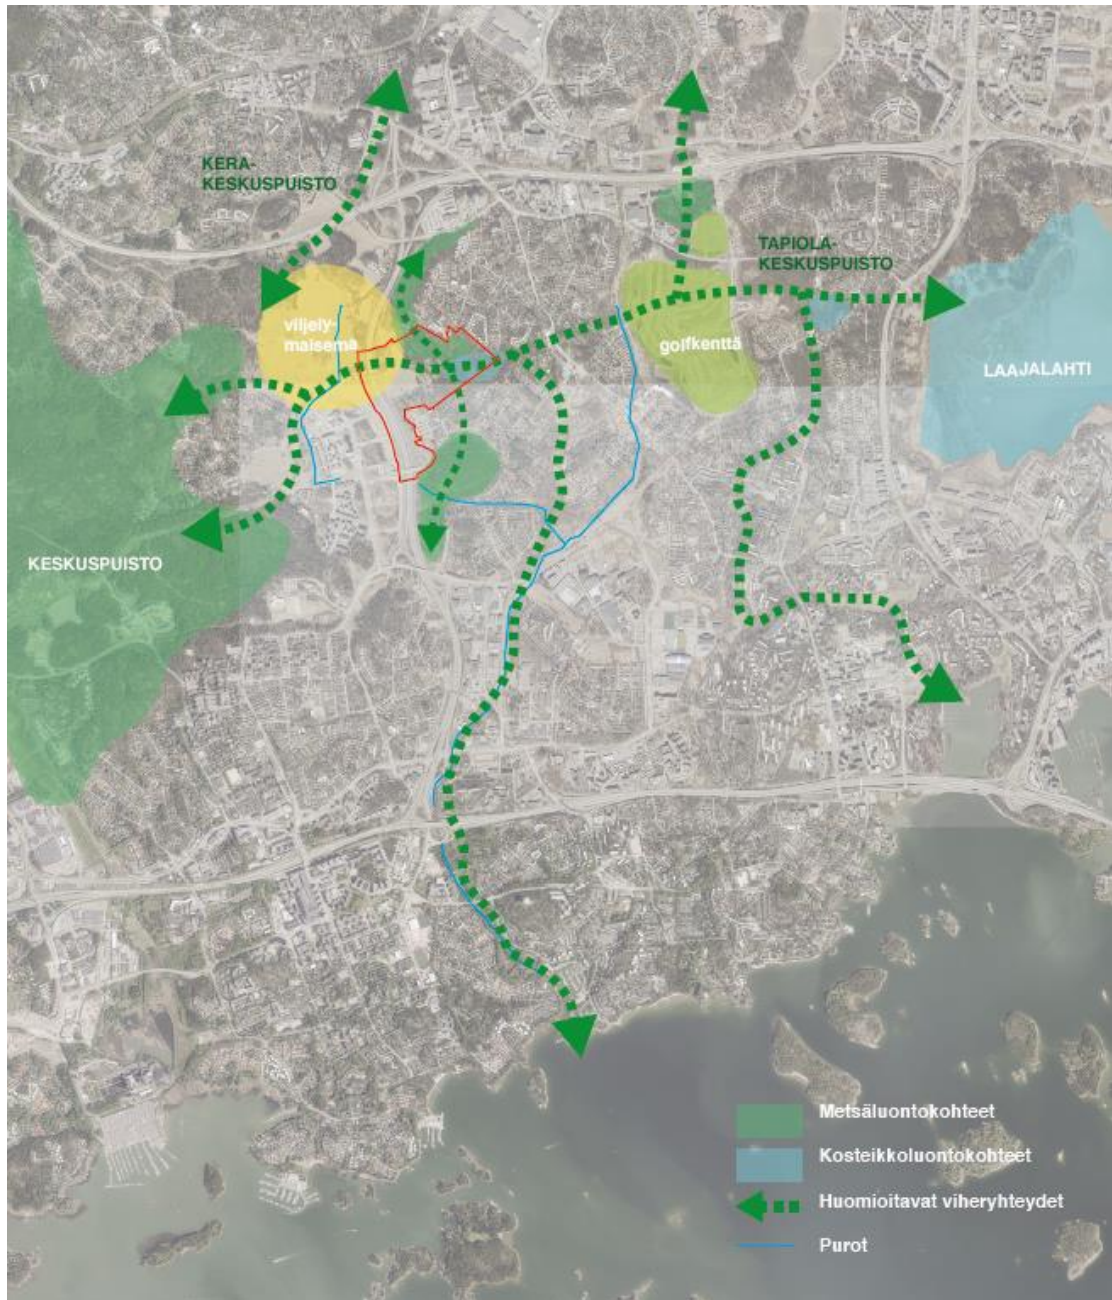 KERA-
KESKUSPUISTO
TAPIOLA-
KESKUSPUISTO
viljely-
maisema
golfkenttä
LAAJALAHTI
KESKUSPUISTO
Metsäluontokohteet
Kosteikkoluontokohteet
Huomioitavat viheryhteydet
Purot